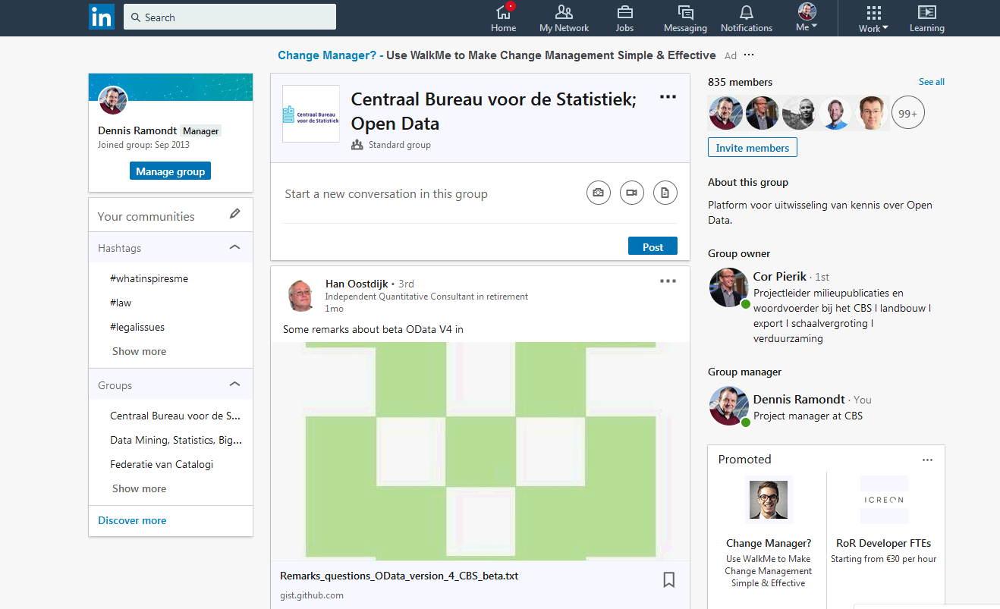 in
Search
Home
My Network
Jobs
Messaging
Notifications
Me
Work
Learning
Change Manager? - Use WalkMe to Make Change Management Simple & Effective Ad ...
Dennis Ramondt Manager
Joined group: Sep 2013
Manage group
Your communities
Hashtags
#whatinspiresme
#law
#legalissues
Show more
Groups
Centraal Bureau voor de S...
Data Mining, Statistics, Big...
Federatie van Catalogi
Show more
Discover more
Centraal Bureau
voor de Statistiek
Centraal Bureau voor de Statistiek;
Open Data
Standard group
Start a new conversation in this group
Post
Han Oostdijk • 3rd
Independent Quantitative Consultant in retirement
1mo
Some remarks about beta OData V4 in
Remarks_questions_OData_version_4_CBS_beta.txt
gist.github.com
835 members
See all
99+
Invite members
About this group
Platform voor uitwisseling van kennis over Open
Data.
Group owner
Cor Pierik · 1st
Projectleider milieupublicaties en
woordvoerder bij het CBS l landbouw l
export l schaalvergroting l
verduurzaming
Group manager
Dennis Ramondt · You
Project manager at CBS
Promoted
Change Manager?
Use WalkMe to Make
Change Management
Simple & Effective
ICREON
RoR Developer FTEs
Starting from €30 per hour